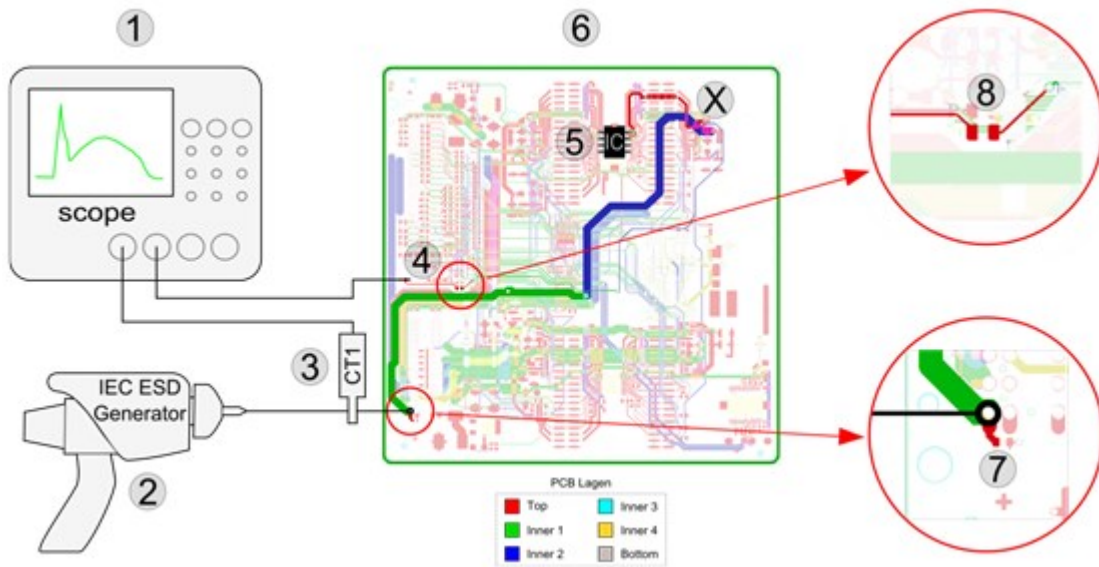 1
6
8
X
5
IC
scope
4
3
CT1
IEC ESD
Generator
7
2
PCB Lagen
Top
Inner 3
Inner 1
Inner 4
Inner 2
Bottom